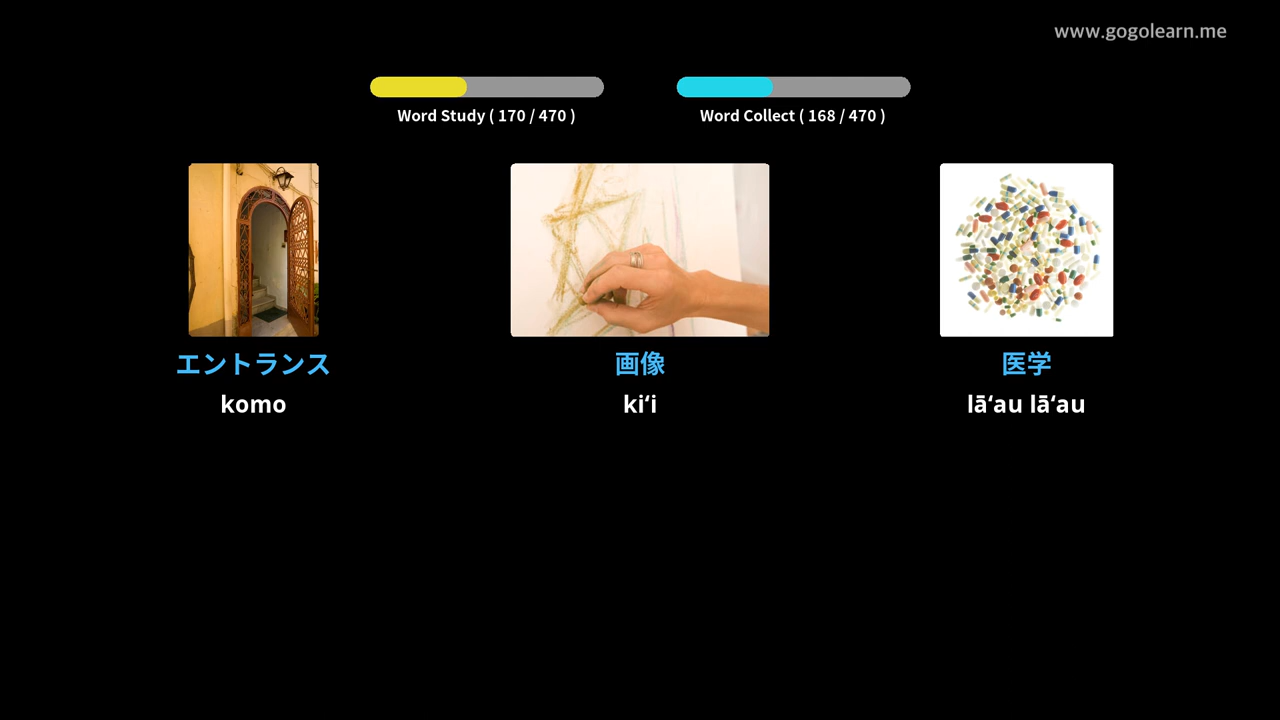 www.gogolearn.me
Word Study ( 170 / 470 )
Word Collect ( 168 / 470 )
エントランス
画像
医学
komo
kiʻi
lāʻau lāʻau